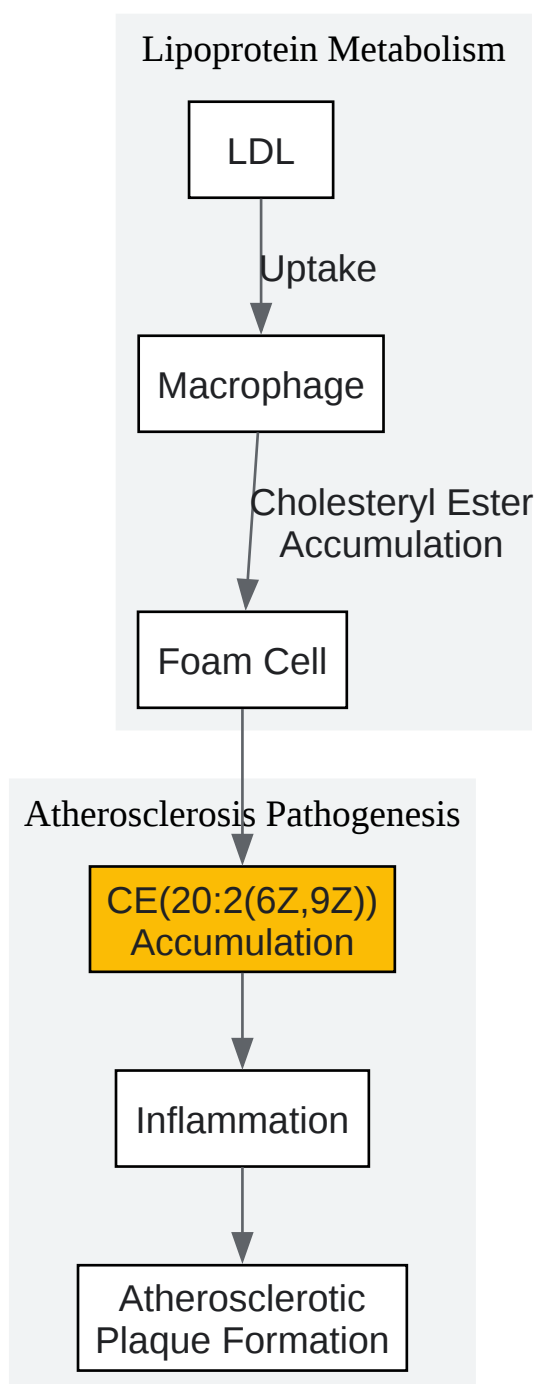 Lipoprotein Metabolism
LDL
Uptake
Macrophage
Cholesteryl Ester
Accumulation
Foam Cell
Atherosclerosis Pathogenesis
CE(20:2(6Z,9Z))
Accumulation
Inflammation
Atherosclerotic
Plaque Formation